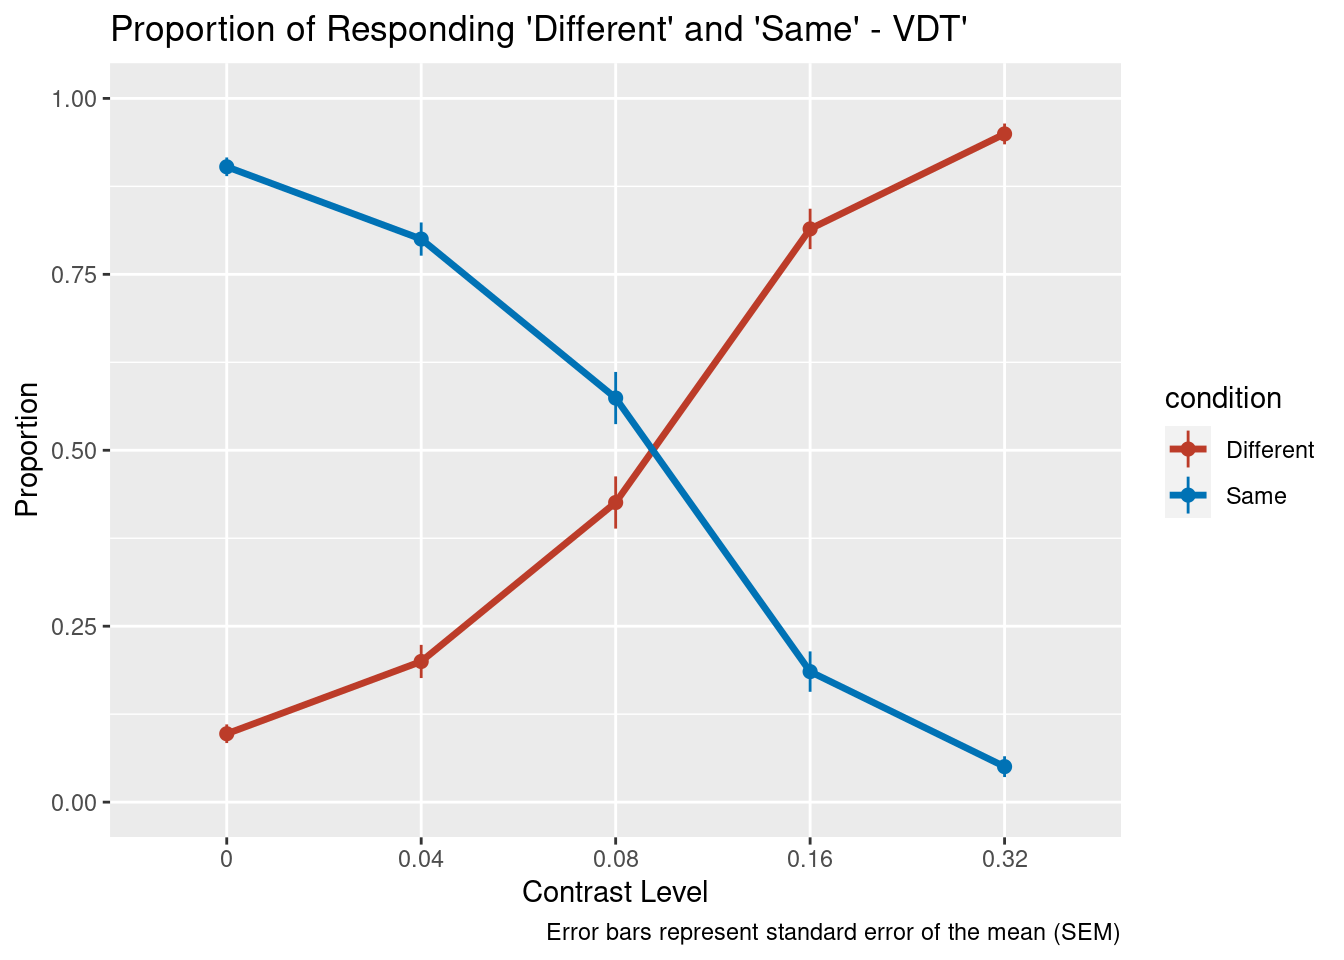 Proportion of Responding 'Different' and 'Same' - VDT'
1.00
0.75
0.50
0.25
0.00
Proportion
0 0.04 0.08 0.16 0.32
Contrast Level
Error bars represent standard error of the mean (SEM)
condition
Different
Same